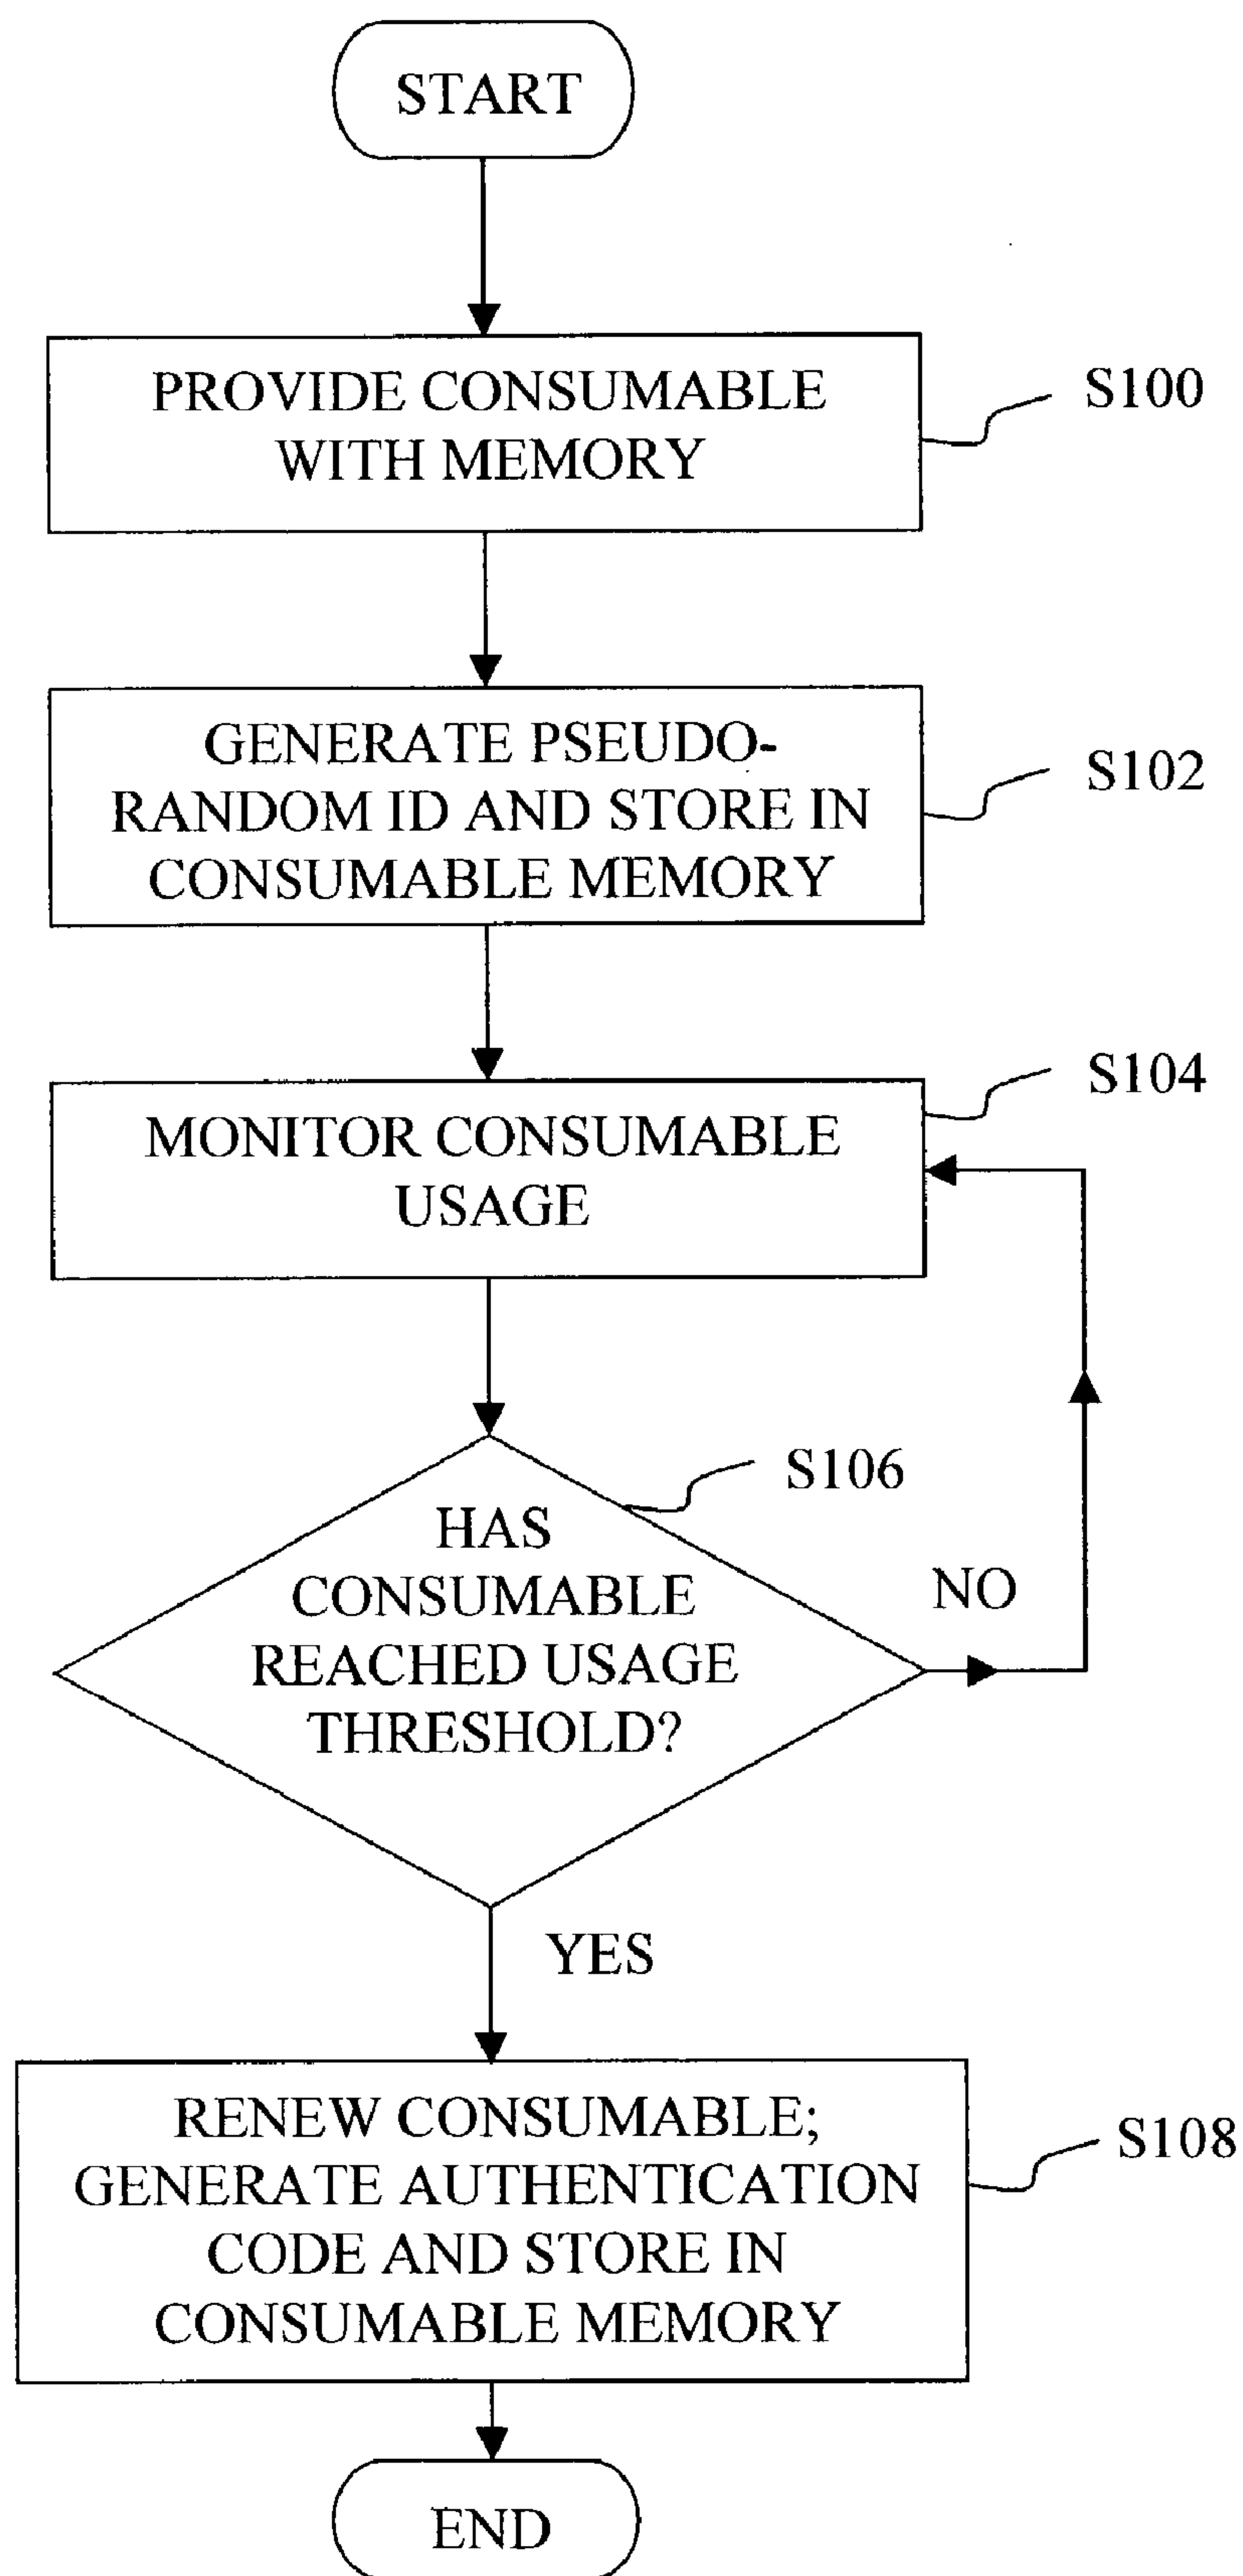 START
PROVIDE CONSUMABLE
WITH MEMORY
S100
GENERATE PSEUDO-
RANDOM ID AND STORE IN
CONSUMABLE MEMORY
S102
MONITOR CONSUMABLE
USAGE
S104
HAS
CONSUMABLE
REACHED USAGE
THRESHOLD?
S106
NO
YES
RENEW CONSUMABLE;
GENERATE AUTHENTICATION
CODE AND STORE IN
CONSUMABLE MEMORY
S108
END